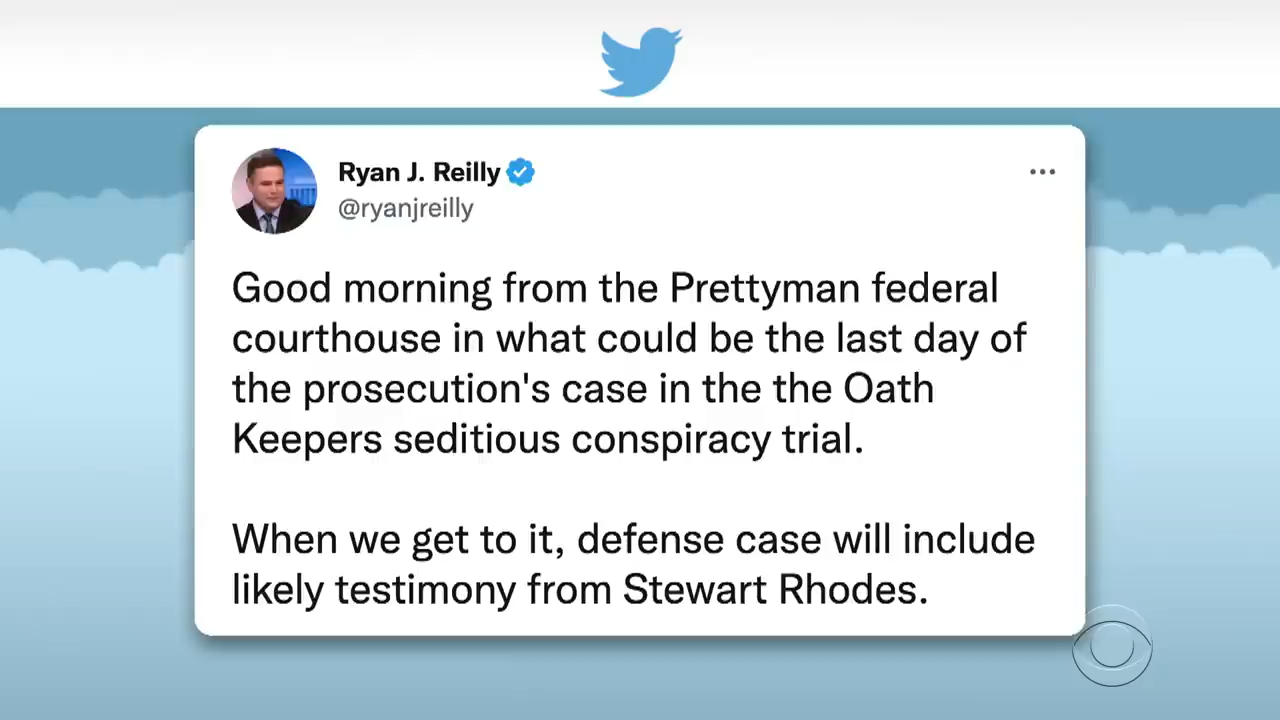 Ryan J. Reilly
@ryanjreilly
Good morning from the Prettyman federal
courthouse in what could be the last day of
the prosecution's case in the the Oath
Keepers seditious conspiracy trial.
When we get to it, defense case will include
likely testimony from Stewart Rhodes.